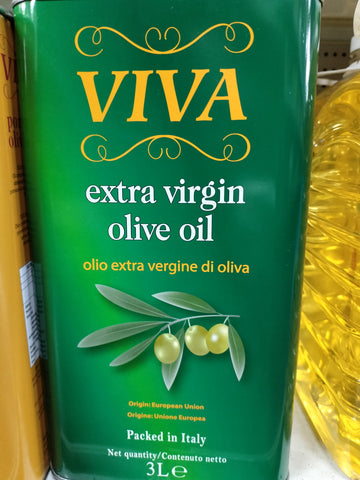 VIVA
extra virgin
olive oil
olio extra vergine di oliva
Origin: European Union
Origine: Unione Europea
Packed in Italy
Net quantity/Contenuto netto
3L℮